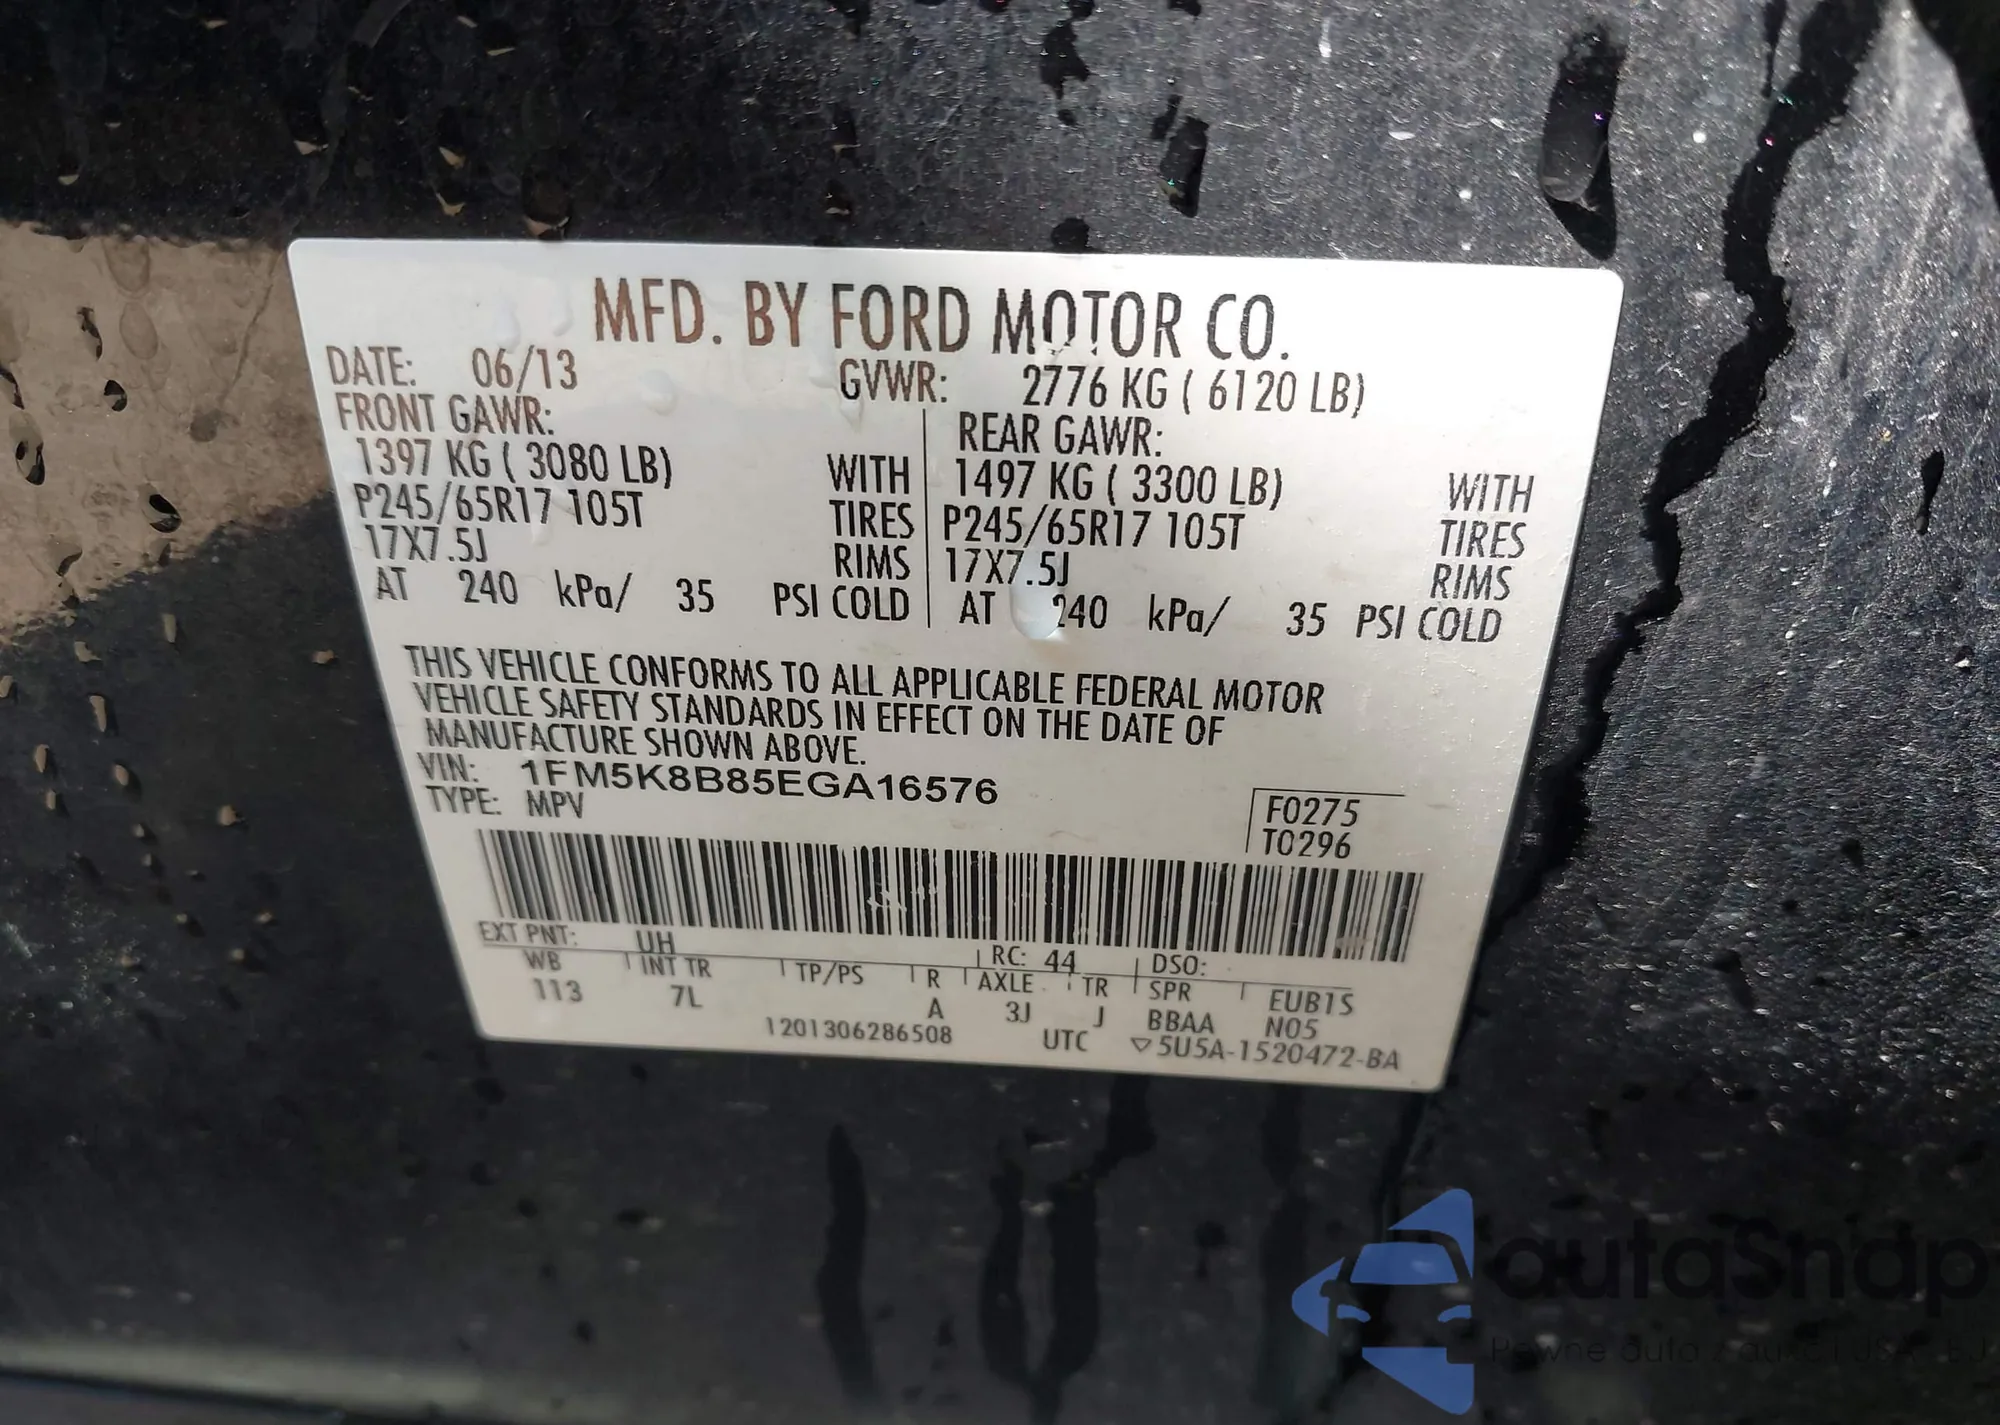 MFD. BY FORD MOTOR CO.
DATE: 06/13 GVWR: 2776 KG ( 6120 LB)
FRONT GAWR: REAR GAWR:
1397 KG ( 3080 LB) WITH 1497 KG ( 3300 LB) WITH
P245/65R17 105T TIRES P245/65R17 105T TIRES
17X7.5J RIMS 17X7.5J RIMS
AT 240 kPa/ 35 PSI COLD AT 240 kPa/ 35 PSI COLD
THIS VEHICLE CONFORMS TO ALL APPLICABLE FEDERAL MOTOR
VEHICLE SAFETY STANDARDS IN EFFECT ON THE DATE OF
MANUFACTURE SHOWN ABOVE.
VIN: 1FM5K8B85EGA16576
TYPE: MPV
F0275
T0296
EXT PNT: UH RC: 44 DSO:
WB INT TR TP/PS R AXLE TR SPR EUB1S
113 7L A 3J J BBAA N05
1201306286508 UTC ▽5U5A-1520472-BA
autaSnap
Pewne auta z aukcji USA